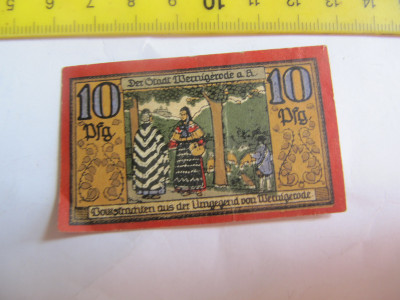 Der Stadt Wernigerode a. H.
10 10
Pfg Pfg
Volkstrachten aus der Umgegend von Wernigerode